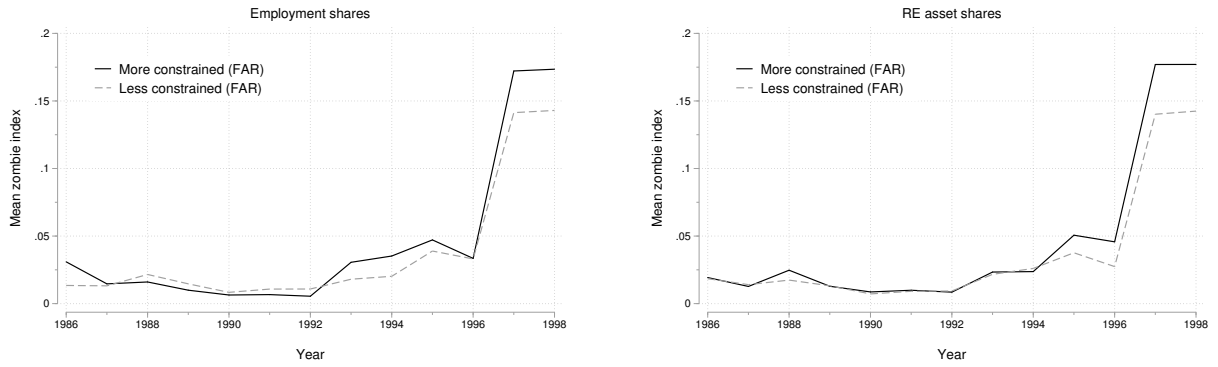 Employment shares
.2
.15
.1
.05
0
Mean zombie index
More constrained (FAR)
Less constrained (FAR)
1986 1988 1990 1992 1994 1996 1998
Year
RE asset shares
.2
.15
.1
.05
0
Mean zombie index
More constrained (FAR)
Less constrained (FAR)
1986 1988 1990 1992 1994 1996 1998
Year